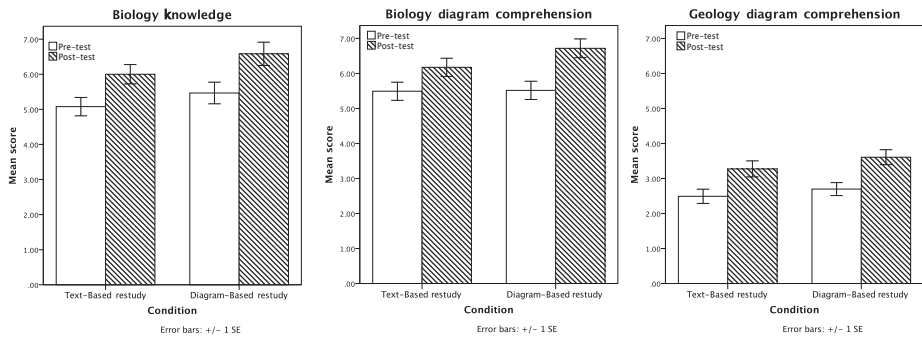 Biology knowledge
Mean score
7.00
6.00
5.00
4.00
3.00
2.00
1.00
.00
Pre-test
Post-test
Text-Based restudy
Diagram-Based restudy
Condition
Error bars: +/- 1 SE
Biology diagram comprehension
Mean score
7.00
6.00
5.00
4.00
3.00
2.00
1.00
.00
Pre-test
Post-test
Text-Based restudy
Diagram-Based restudy
Condition
Error bars: +/- 1 SE
Geology diagram comprehension
Mean score
7.00
6.00
5.00
4.00
3.00
2.00
1.00
.00
Pre-test
Post-test
Text-Based restudy
Diagram-Based restudy
Condition
Error bars: +/- 1 SE